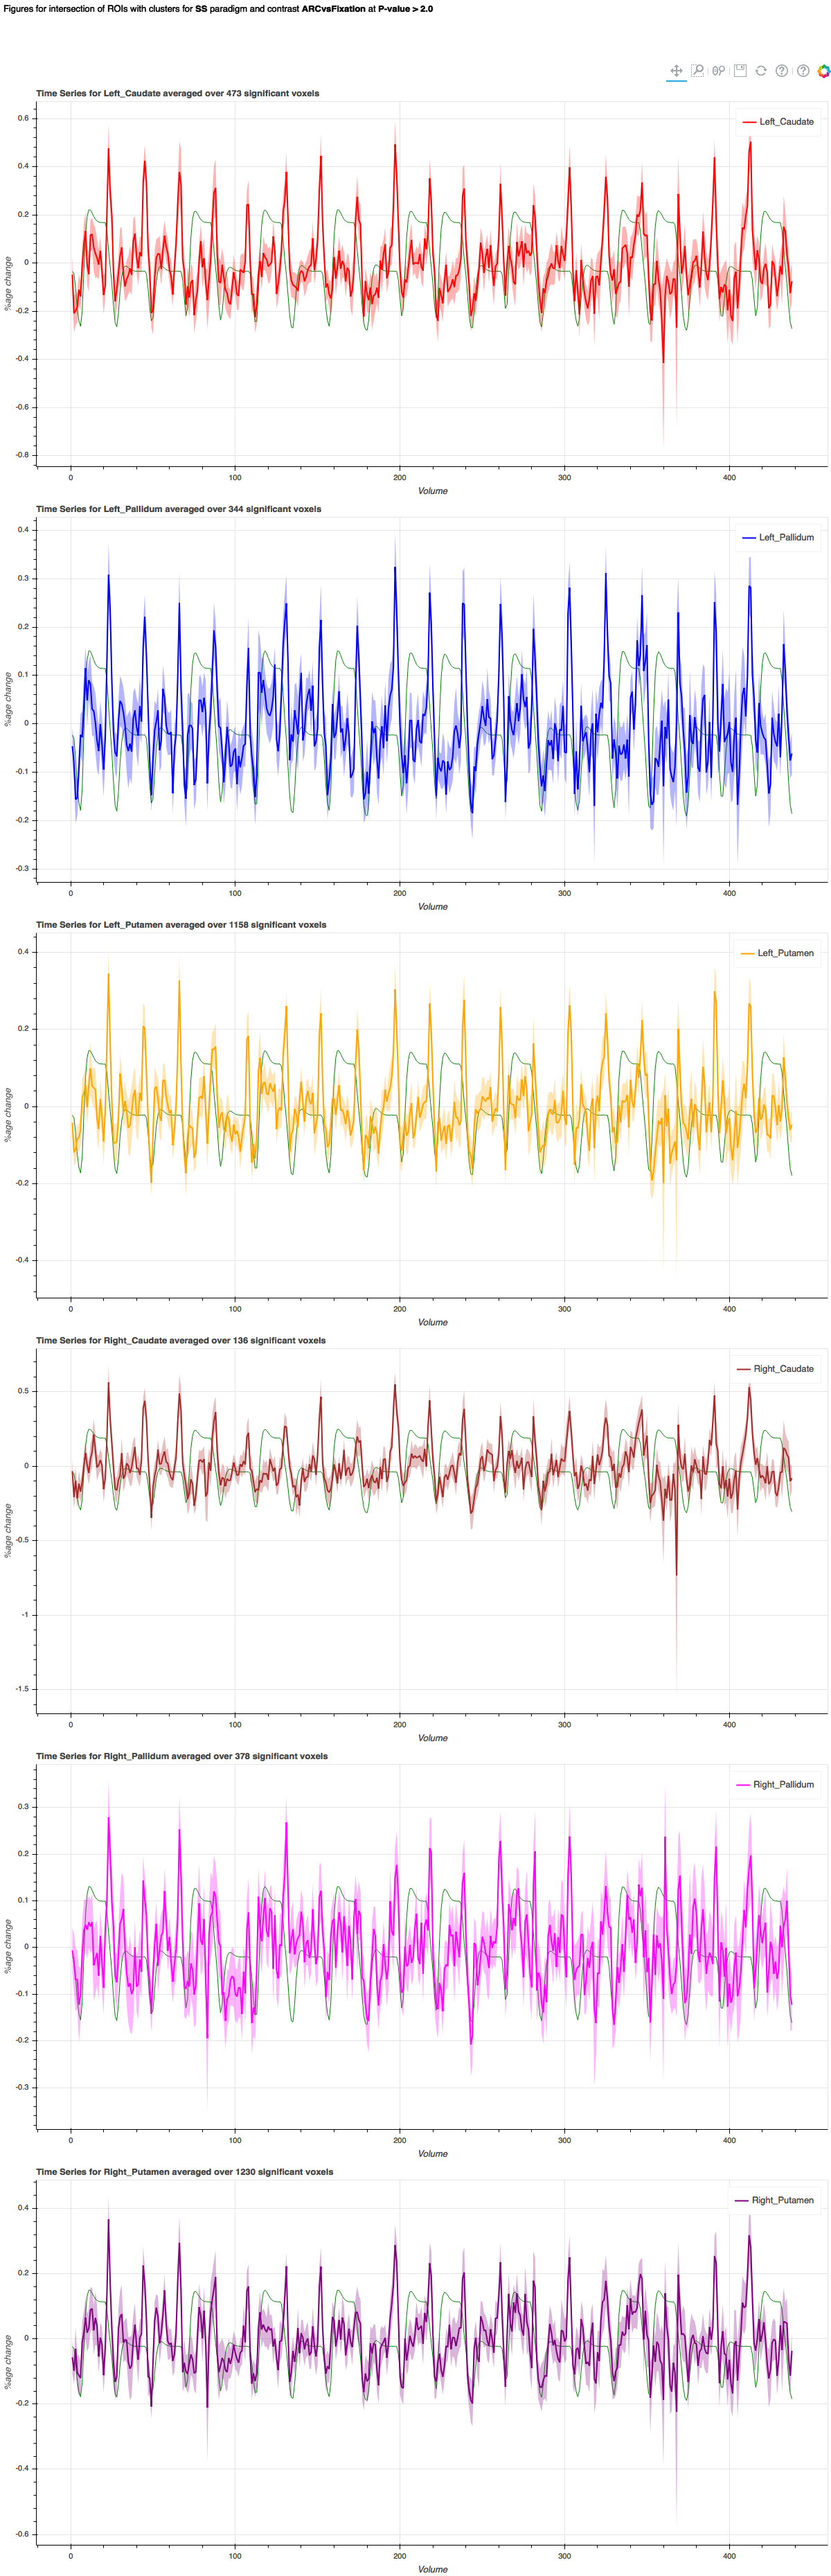 Figures for intersection of ROIs with clusters for SS paradigm and contrast ARCvsFixation at P-value > 2.0
Time Series for Left_Caudate averaged over 473 significant voxels
Left_Caudate
0.6
0.4
0.2
0
-0.2
-0.4
-0.6
-0.8
%age change
0 100 200 300 400
Volume
Time Series for Left_Pallidum averaged over 344 significant voxels
Left_Pallidum
0.4
0.3
0.2
0.1
0
-0.1
-0.2
-0.3
%age change
0 100 200 300 400
Volume
Time Series for Left_Putamen averaged over 1158 significant voxels
Left_Putamen
0.4
0.2
0
-0.2
-0.4
%age change
0 100 200 300 400
Volume
Time Series for Right_Caudate averaged over 136 significant voxels
Right_Caudate
0.5
0
-0.5
-1
-1.5
%age change
0 100 200 300 400
Volume
Time Series for Right_Pallidum averaged over 378 significant voxels
Right_Pallidum
0.3
0.2
0.1
0
-0.1
-0.2
-0.3
%age change
0 100 200 300 400
Volume
Time Series for Right_Putamen averaged over 1230 significant voxels
Right_Putamen
0.4
0.2
0
-0.2
-0.4
-0.6
%age change
0 100 200 300 400
Volume